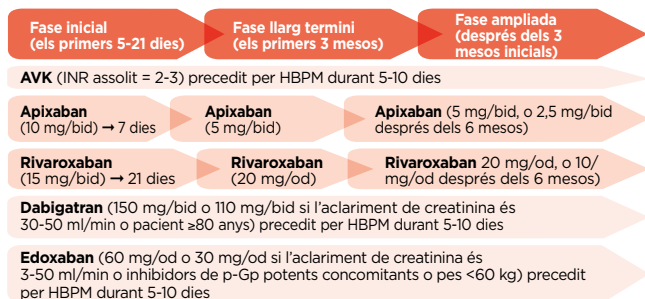 Fase inicial
(els primers 5-21 dies)
Fase llarg termini
(els primers 3 mesos)
Fase ampliada
(després dels 3
mesos inicials)
AVK (INR assolit = 2-3) precedit per HBPM durant 5-10 dies
Apixaban
(10 mg/bid) → 7 dies
Apixaban
(5 mg/bid)
Apixaban (5 mg/bid, o 2,5 mg/bid
després dels 6 mesos)
Rivaroxaban
(15 mg/bid) → 21 dies
Rivaroxaban
(20 mg/od)
Rivaroxaban 20 mg/od, o 10/
mg/od després dels 6 mesos)
Dabigatran (150 mg/bid o 110 mg/bid si l’aclariment de creatinina és
30-50 ml/min o pacient ≥80 anys) precedit per HBPM durant 5-10 dies
Edoxaban (60 mg/od o 30 mg/od si l’aclariment de creatinina és
3-50 ml/min o inhibidors de p-Gp potents concomitants o pes <60 kg) precedit
per HBPM durant 5-10 dies